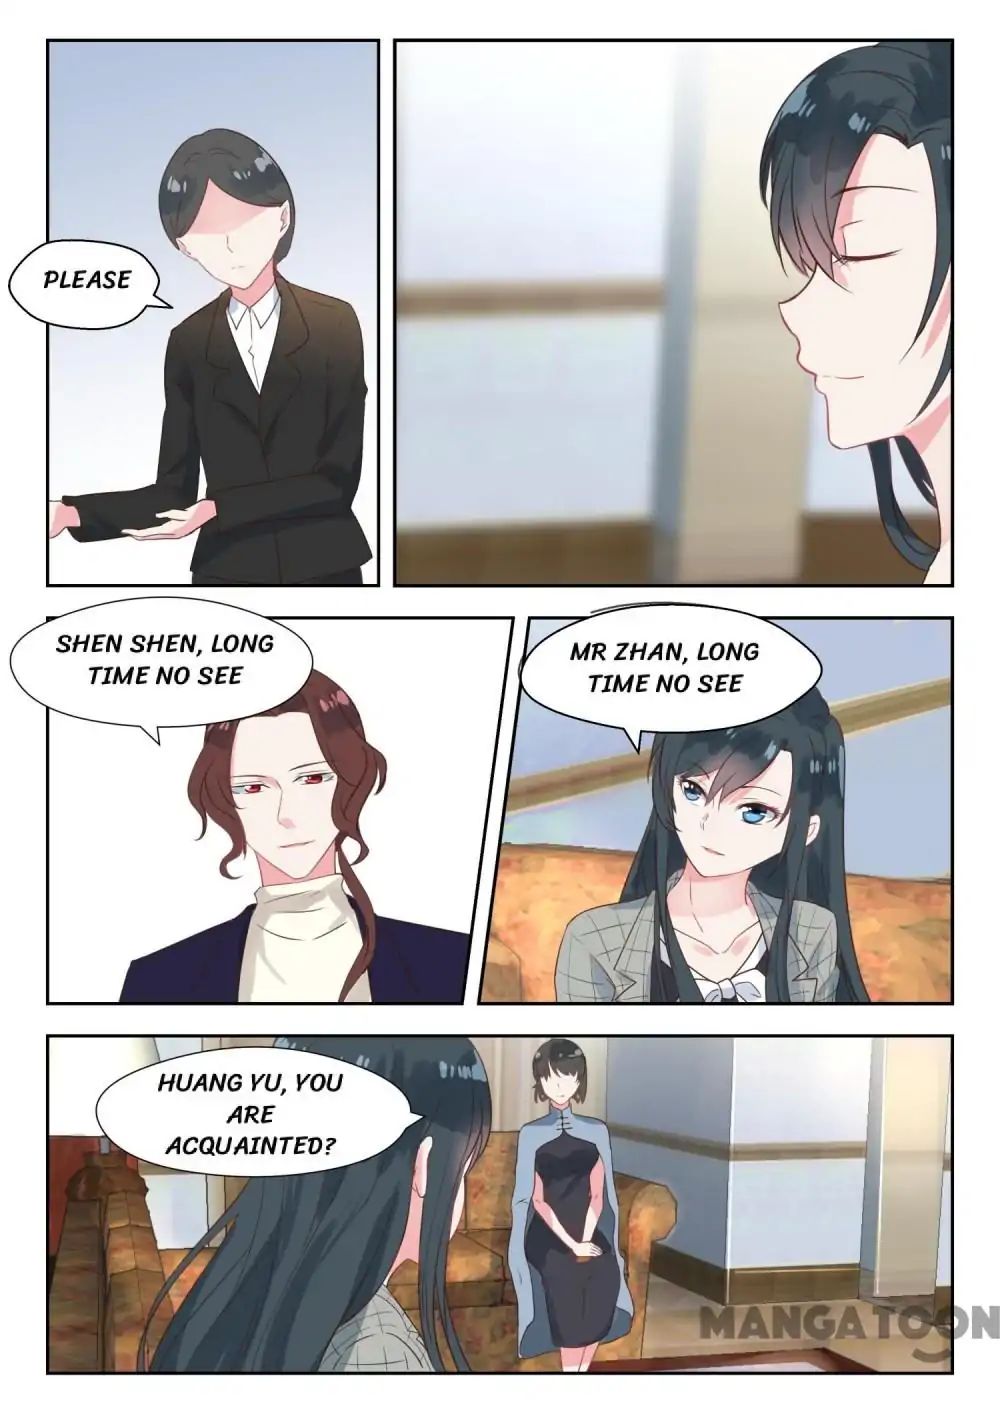 PLEASE
SHEN SHEN, LONG
TIME NO SEE
MR ZHAN, LONG
TIME NO SEE
HUANG YU, YOU
ARE
ACQUAINTED?
MANGATOON